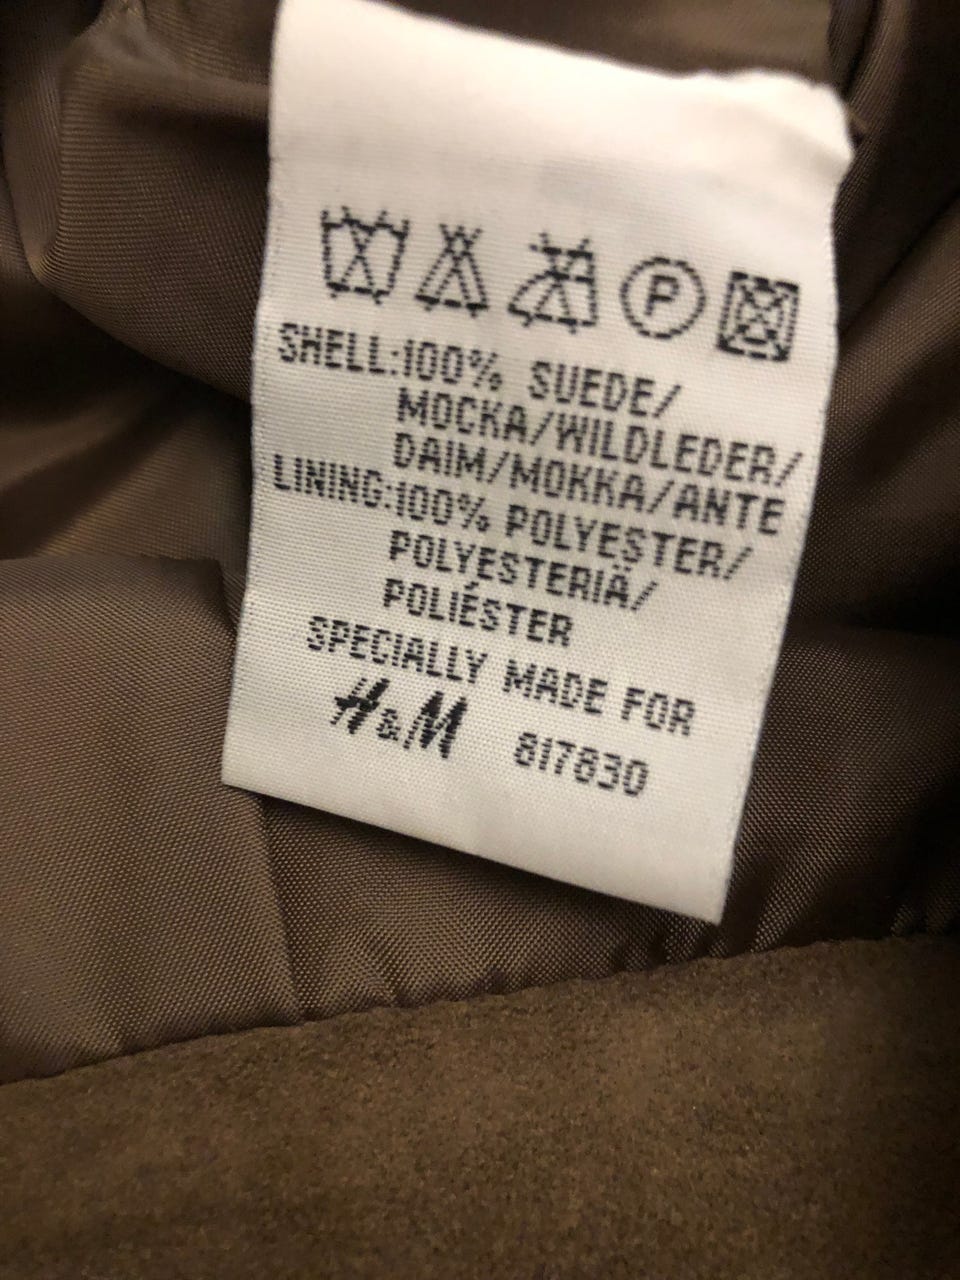 P
SHELL:100% SUEDE/
MOCKA/WILDLEDER/
DAIM/MOKKA/ANTE
LINING:100% POLYESTER/
POLYESTERIÄ/
POLIÉSTER
SPECIALLY MADE FOR
H&M 817830